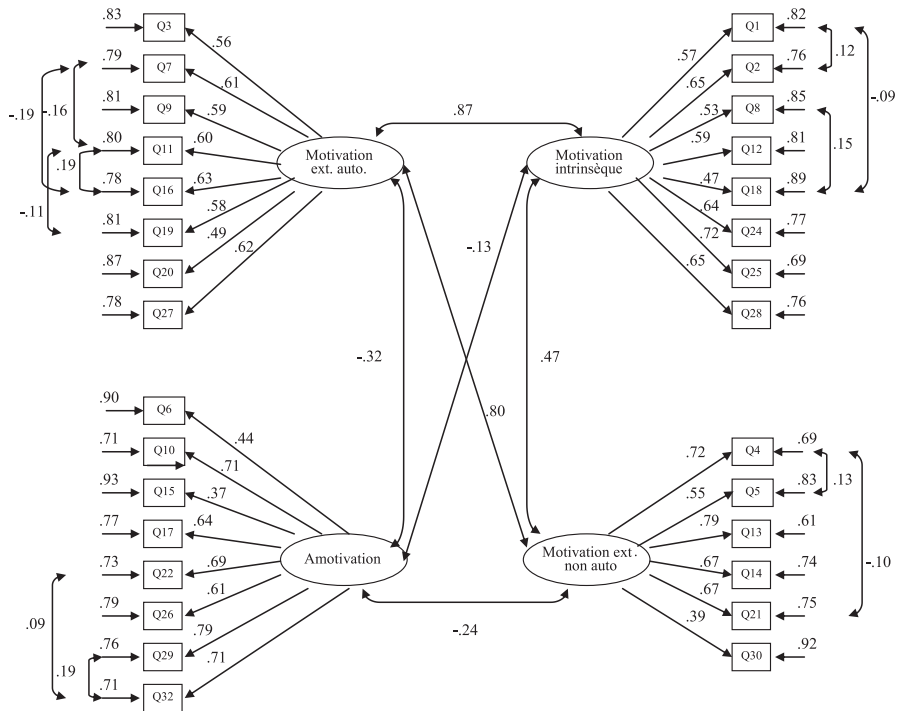 .83 Q3
.79 Q7
.81 Q9
.80 Q11
.78 Q16
.81 Q19
.87 Q20
.78 Q27
-.19
-.16
.19
-.11
.56
.61
.59
.60
.63
.58
.49
.62
Motivation
ext. auto.
.87
Motivation
intrinsèque
.57
.65
.53
.59
.47
.64
.72
.65
Q1 .82
Q2 .76
Q8 .85
Q12 .81
Q18 .89
Q24 .77
Q25 .69
Q28 .76
.12
-.09
.15
-.13
-.32
.47
.80
.90 Q6
.71 Q10
.93 Q15
.77 Q17
.73 Q22
.79 Q26
.76 Q29
.71 Q32
.09
.19
.44
.71
.37
.64
.69
.61
.79
.71
Amotivation
-.24
Motivation ext.
non auto
.72
.55
.79
.67
.67
.39
Q4 .69
Q5 .83
Q13 .61
Q14 .74
Q21 .75
Q30 .92
.13
-.10